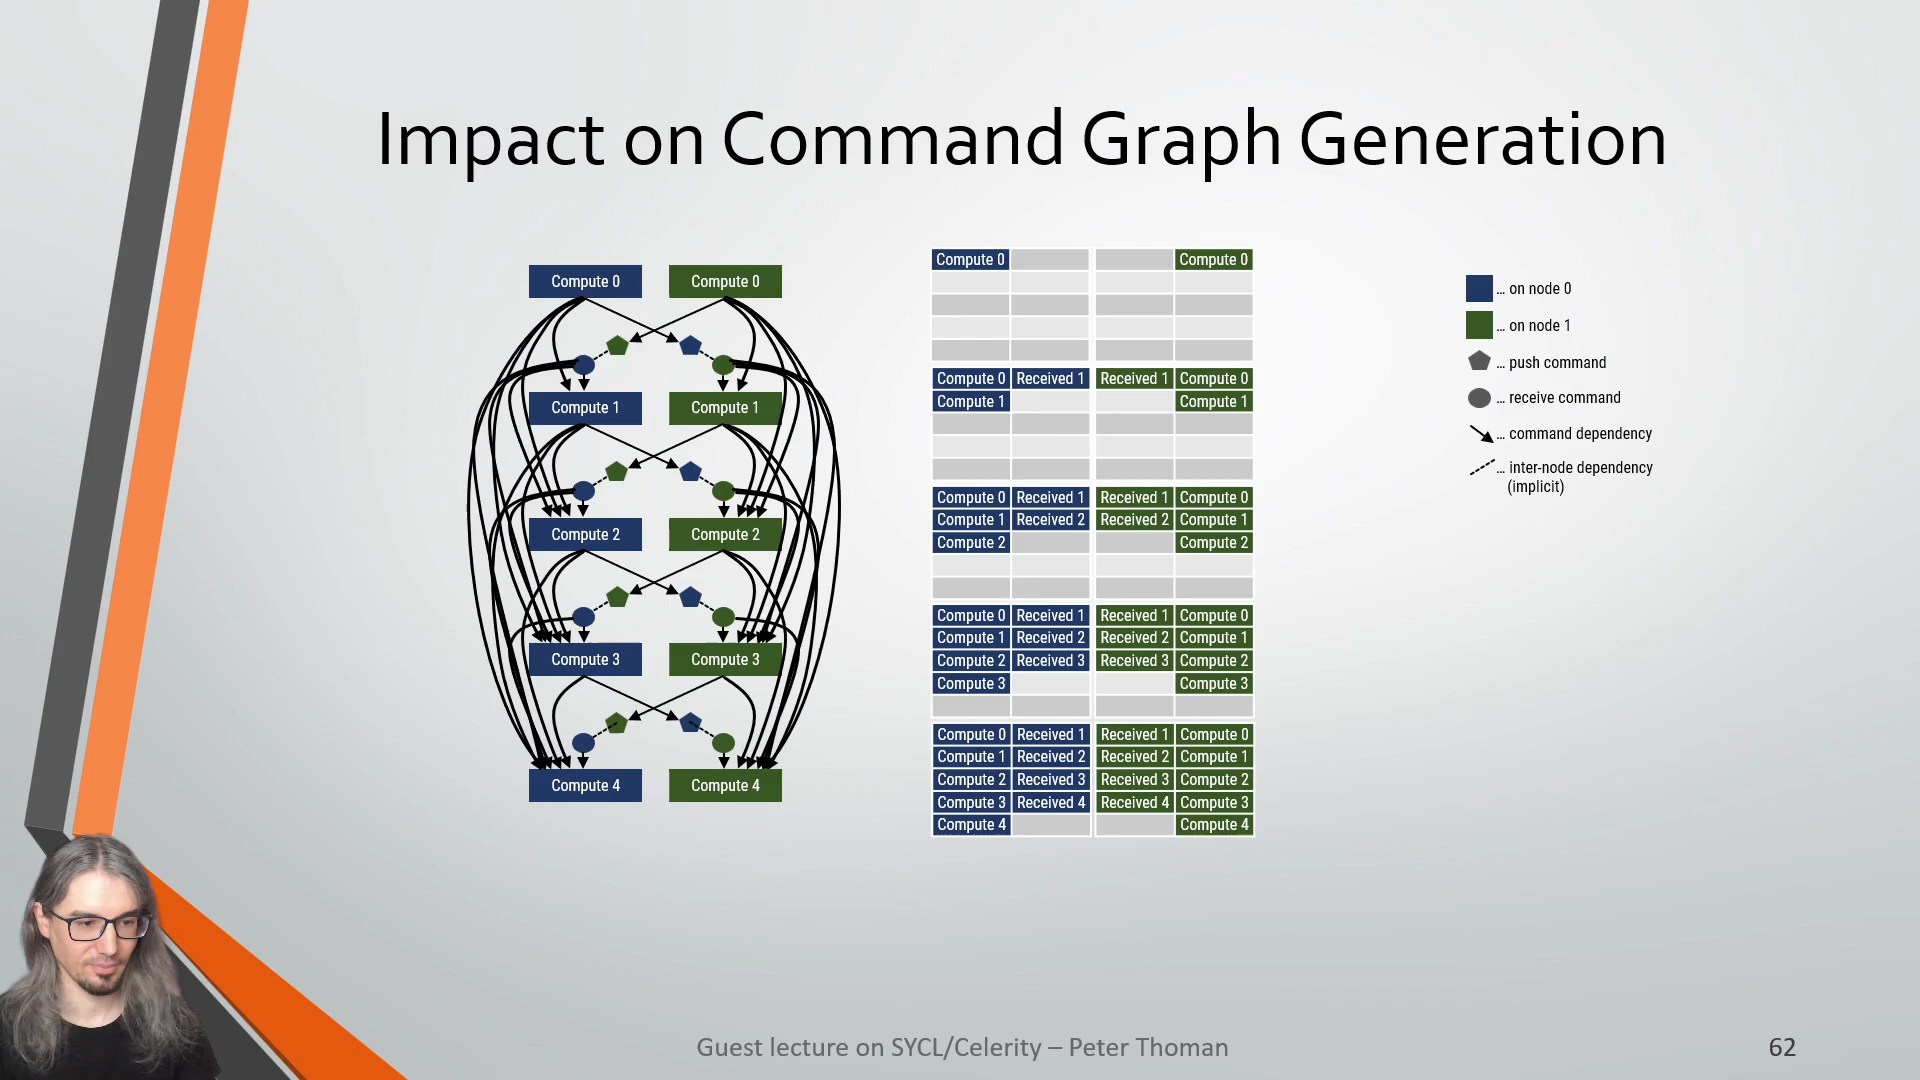 Impact on Command Graph Generation
Compute 0 Compute 0
Compute 1 Compute 1
Compute 2 Compute 2
Compute 3 Compute 3
Compute 4 Compute 4
Compute 0 Compute 0
Compute 0 Received 1 Received 1 Compute 0
Compute 1 Compute 1
Compute 0 Received 1 Received 1 Compute 0
Compute 1 Received 2 Received 2 Compute 1
Compute 2 Compute 2
Compute 0 Received 1 Received 1 Compute 0
Compute 1 Received 2 Received 2 Compute 1
Compute 2 Received 3 Received 3 Compute 2
Compute 3 Compute 3
Compute 0 Received 1 Received 1 Compute 0
Compute 1 Received 2 Received 2 Compute 1
Compute 2 Received 3 Received 3 Compute 2
Compute 3 Received 4 Received 4 Compute 3
Compute 4 Compute 4
... on node 0
... on node 1
... push command
... receive command
... command dependency
... inter-node dependency
(implicit)
Guest lecture on SYCL/Celerity – Peter Thoman
62